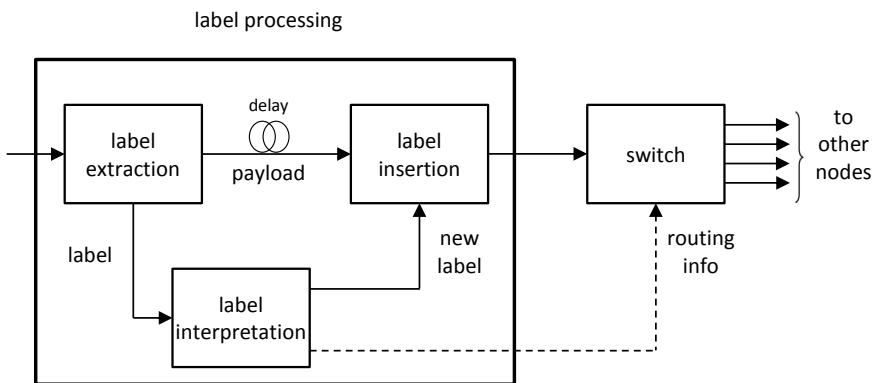 label processing
label
extraction
delay
payload
label
insertion
switch
to
other
nodes
label
new
label
routing
info
label
interpretation